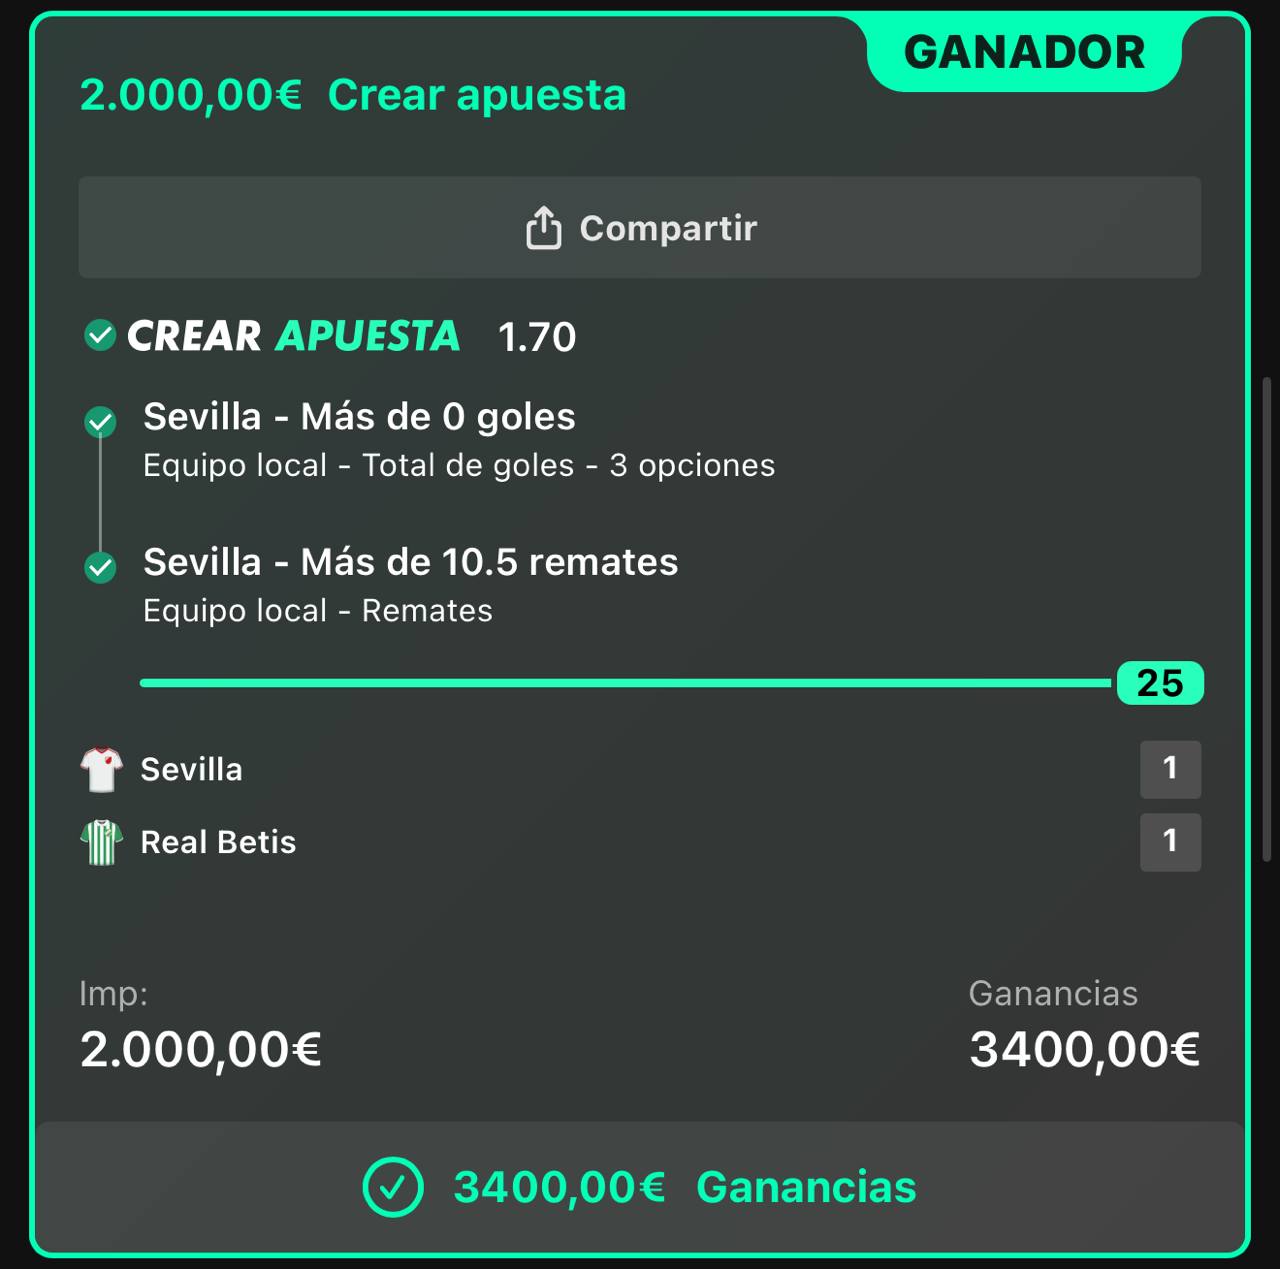 GANADOR
2.000,00€ Crear apuesta
Compartir
CREAR APUESTA 1.70
Sevilla - Más de 0 goles
Equipo local - Total de goles - 3 opciones
Sevilla - Más de 10.5 remates
Equipo local - Remates
25
Sevilla 1
Real Betis 1
Imp: Ganancias
2.000,00€ 3400,00€
3400,00€ Ganancias